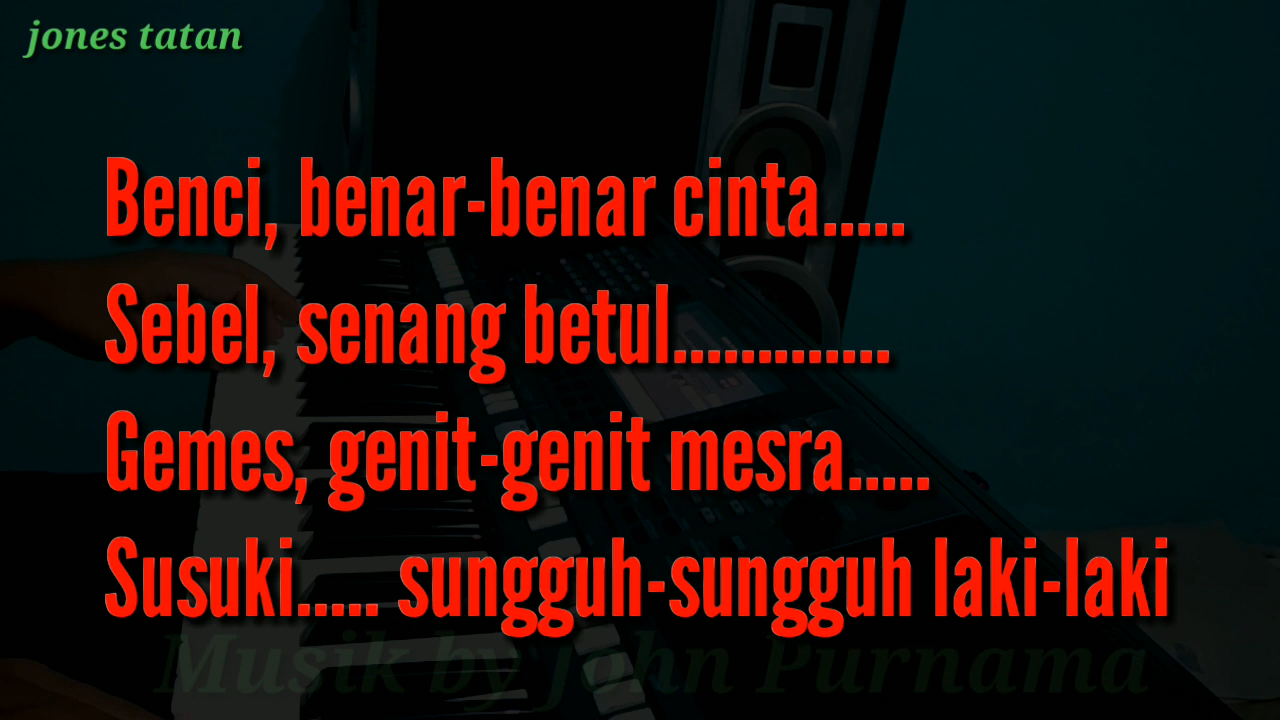 jones tatan
Benci, benar-benar cinta.....
Sebel, senang betul.............
Gemes, genit-genit mesra.....
Susuki..... sungguh-sungguh laki-laki
Musik by John Purnama